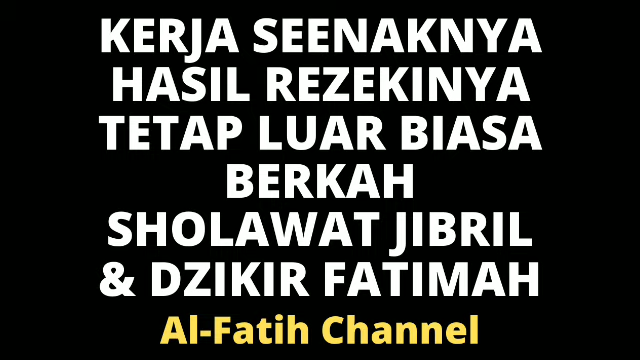 KERJA SEENAKNYA
HASIL REZEKINYA
TETAP LUAR BIASA
BERKAH
SHOLAWAT JIBRIL
& DZIKIR FATIMAH
Al-Fatih Channel